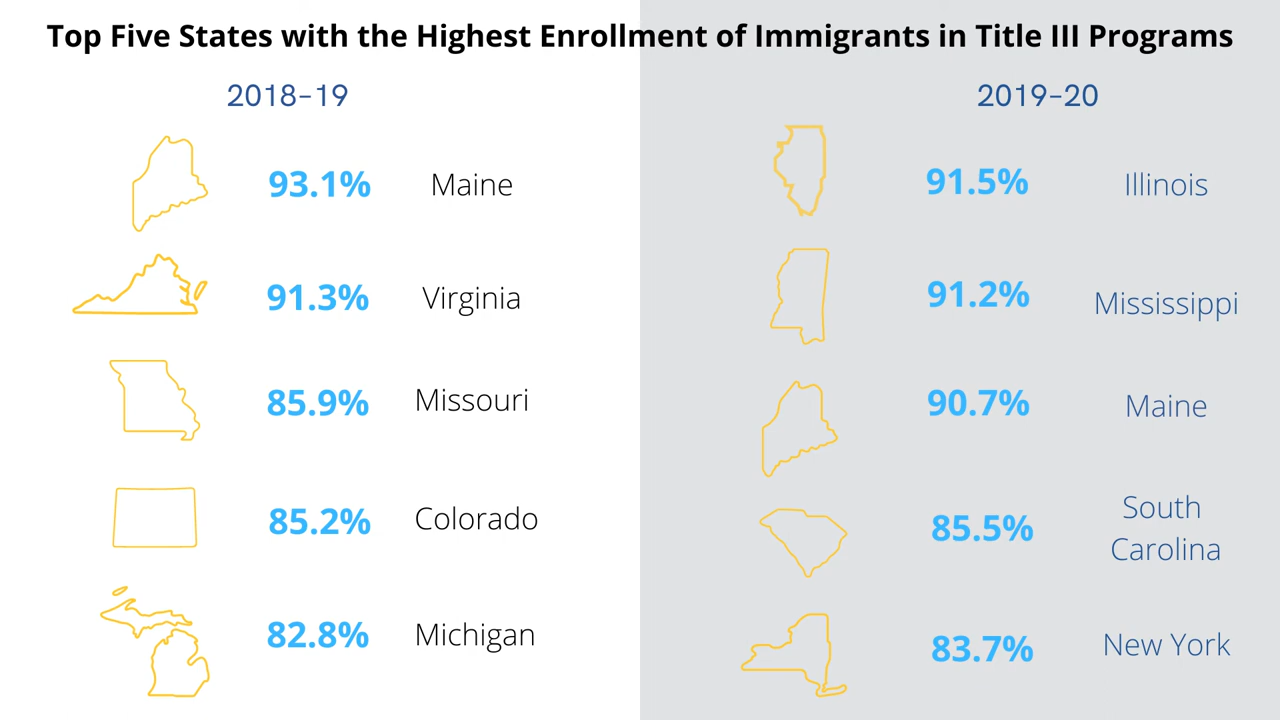 Top Five States with the Highest Enrollment of Immigrants in Title III Programs
2018–19
93.1% Maine
91.3% Virginia
85.9% Missouri
85.2% Colorado
82.8% Michigan
2019–20
91.5% Illinois
91.2% Mississippi
90.7% Maine
85.5% South
Carolina
83.7% New York